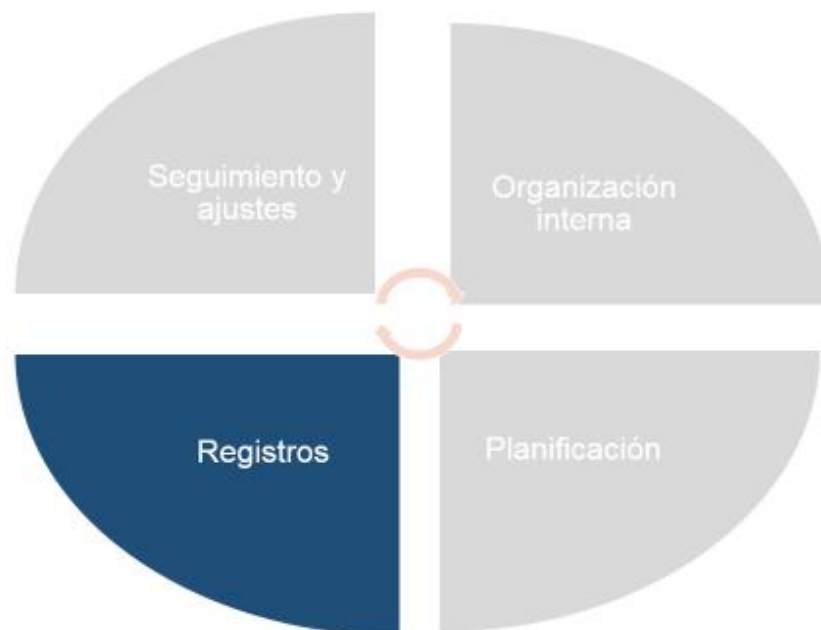 Seguimiento y
ajustes
Organización
interna
Registros
Planificación